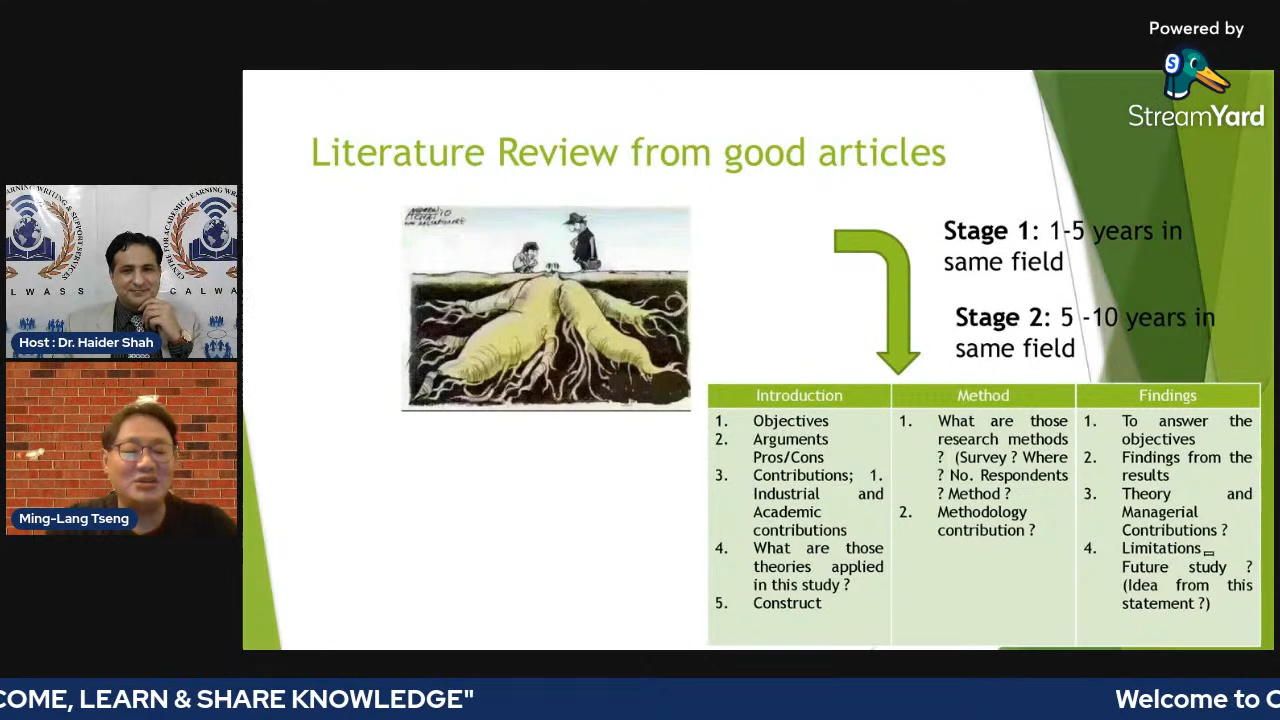 Powered by
StreamYard
Literature Review from good articles
Stage 1: 1-5 years in
same field
Stage 2: 5 -10 years in
same field
Introduction
1. Objectives
2. Arguments
Pros/Cons
3. Contributions; 1.
Industrial and
Academic
contributions
4. What are those
theories applied
in this study ?
5. Construct
Method
1. What are those
research methods
? (Survey ? Where
? No. Respondents
? Method ?
2. Methodology
contribution ?
Findings
1. To answer the
objectives
2. Findings from the
results
3. Theory and
Managerial
Contributions ?
4. Limitations
Future study ?
(Idea from this
statement ?)
Host : Dr. Haider Shah
Ming-Lang Tseng
COME, LEARN & SHARE KNOWLEDGE"
Welcome to C